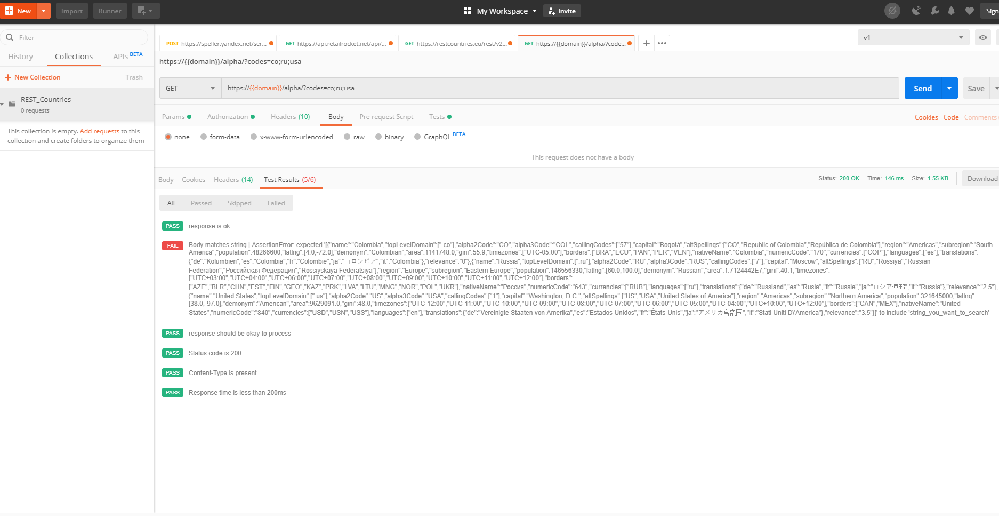 New
Import
Runner
My Workspace
Invite
Sign
Filter
History
Collections
APIs BETA
New Collection
Trash
REST_Countries
0 requests
This collection is empty. Add requests to this
collection and create folders to organize them
POST https://speller.yandex.net/ser...
GET https://api.retailrocket.net/api/...
GET https://restcountries.eu/rest/v2...
GET https://{{domain}}/alpha/?code...
v1
https://{{domain}}/alpha/?codes=co;ru;usa
GET
https://{{domain}}/alpha/?codes=co;ru;usa
Send
Save
Params
Authorization
Headers (10)
Body
Pre-request Script
Tests
Cookies
Code
Comments
none
form-data
x-www-form-urlencoded
raw
binary
GraphQL BETA
This request does not have a body
Body
Cookies
Headers (14)
Test Results (5/6)
Status: 200 OK
Time: 146 ms
Size: 1.55 KB
Download
All
Passed
Skipped
Failed
PASS response is ok
FAIL Body matches string | AssertionError: expected '[{"name":"Colombia","topLevelDomain":[".co"],"alpha2Code":"CO","alpha3Code":"COL","callingCodes":["57"],"capital":"Bogotá","altSpellings":["CO","Republic of Colombia","República de Colombia"],"region":"Americas","subregion":"South
America","population":48266600,"latlng":[4.0,-72.0],"demonym":"Colombian","area":1141748.0,"gini":55.9,"timezones":["UTC-05:00"],"borders":["BRA","ECU","PAN","PER","VEN"],"nativeName":"Colombia","numericCode":"170","currencies":["COP"],"languages":["es"],"translations":
{"de":"Kolumbien","es":"Colombia","fr":"Colombie","ja":"コロンビア","it":"Colombia"},"relevance":"0"},{"name":"Russia","topLevelDomain":[".ru"],"alpha2Code":"RU","alpha3Code":"RUS","callingCodes":["7"],"capital":"Moscow","altSpellings":["RU","Rossiya","Russian
Federation","Российская Федерация","Rossiyskaya Federatsiya"],"region":"Europe","subregion":"Eastern Europe","population":146556330,"latlng":[60.0,100.0],"demonym":"Russian","area":1.7124442E7,"gini":40.1,"timezones":
["UTC+03:00","UTC+04:00","UTC+06:00","UTC+07:00","UTC+08:00","UTC+09:00","UTC+10:00","UTC+11:00","UTC+12:00"],"borders":
["AZE","BLR","CHN","EST","FIN","GEO","KAZ","PRK","LVA","LTU","MNG","NOR","POL","UKR"],"nativeName":"Россия","numericCode":"643","currencies":["RUB"],"languages":["ru"],"translations":{"de":"Russland","es":"Rusia","fr":"Russie","ja":"ロシア連邦","it":"Russia"},"relevance":"2.5"},
{"name":"United States","topLevelDomain":[".us"],"alpha2Code":"US","alpha3Code":"USA","callingCodes":["1"],"capital":"Washington, D.C.","altSpellings":["US","USA","United States of America"],"region":"Americas","subregion":"Northern America","population":321645000,"latlng":
[38.0,-97.0],"demonym":"American","area":9629091.0,"gini":48.0,"timezones":["UTC-12:00","UTC-11:00","UTC-10:00","UTC-09:00","UTC-08:00","UTC-07:00","UTC-06:00","UTC-05:00","UTC-04:00","UTC+10:00","UTC+12:00"],"borders":["CAN","MEX"],"nativeName":"United
States","numericCode":"840","currencies":["USD","USN","USS"],"languages":["en"],"translations":{"de":"Vereinigte Staaten von Amerika","es":"Estados Unidos","fr":"États-Unis","ja":"アメリカ合衆国","it":"Stati Uniti D\'America"},"relevance":"3.5"}]' to include 'string_you_want_to_search'
PASS response should be okay to process
PASS Status code is 200
PASS Content-Type is present
PASS Response time is less than 200ms